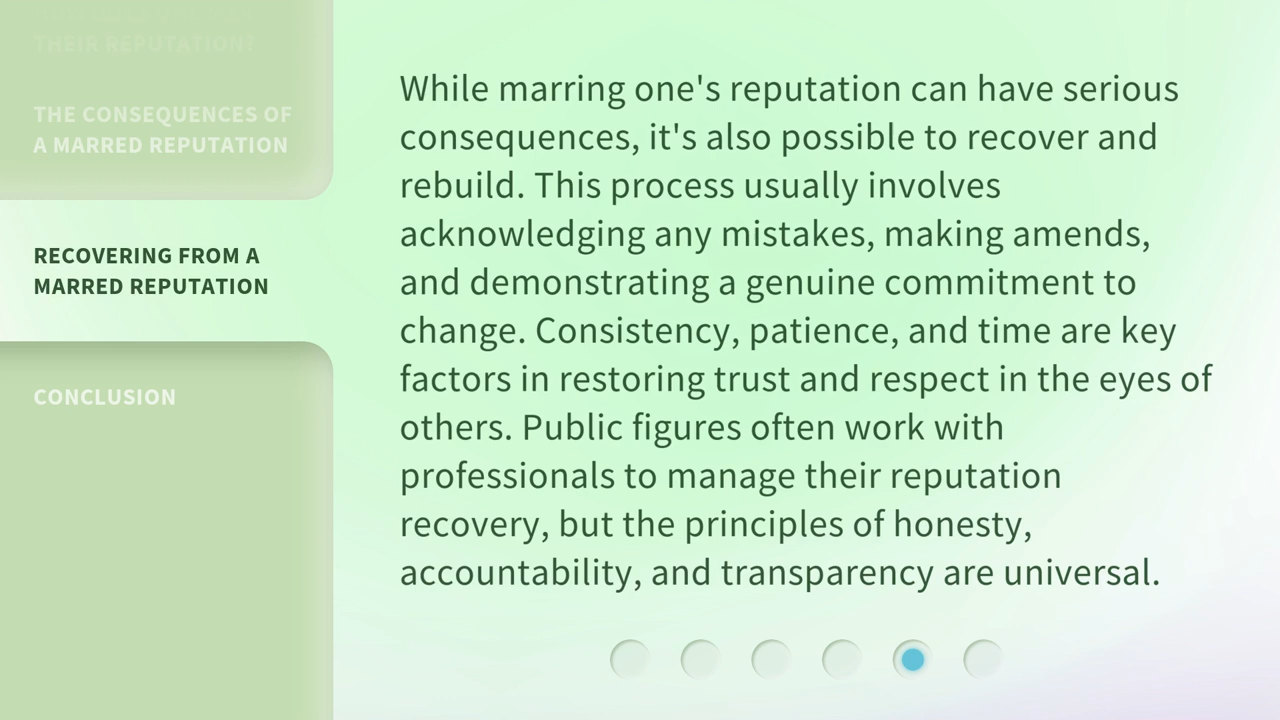 THEIR REPUTATION?
THE CONSEQUENCES OF
A MARRED REPUTATION
RECOVERING FROM A
MARRED REPUTATION
CONCLUSION
While marring one's reputation can have serious
consequences, it's also possible to recover and
rebuild. This process usually involves
acknowledging any mistakes, making amends,
and demonstrating a genuine commitment to
change. Consistency, patience, and time are key
factors in restoring trust and respect in the eyes of
others. Public figures often work with
professionals to manage their reputation
recovery, but the principles of honesty,
accountability, and transparency are universal.